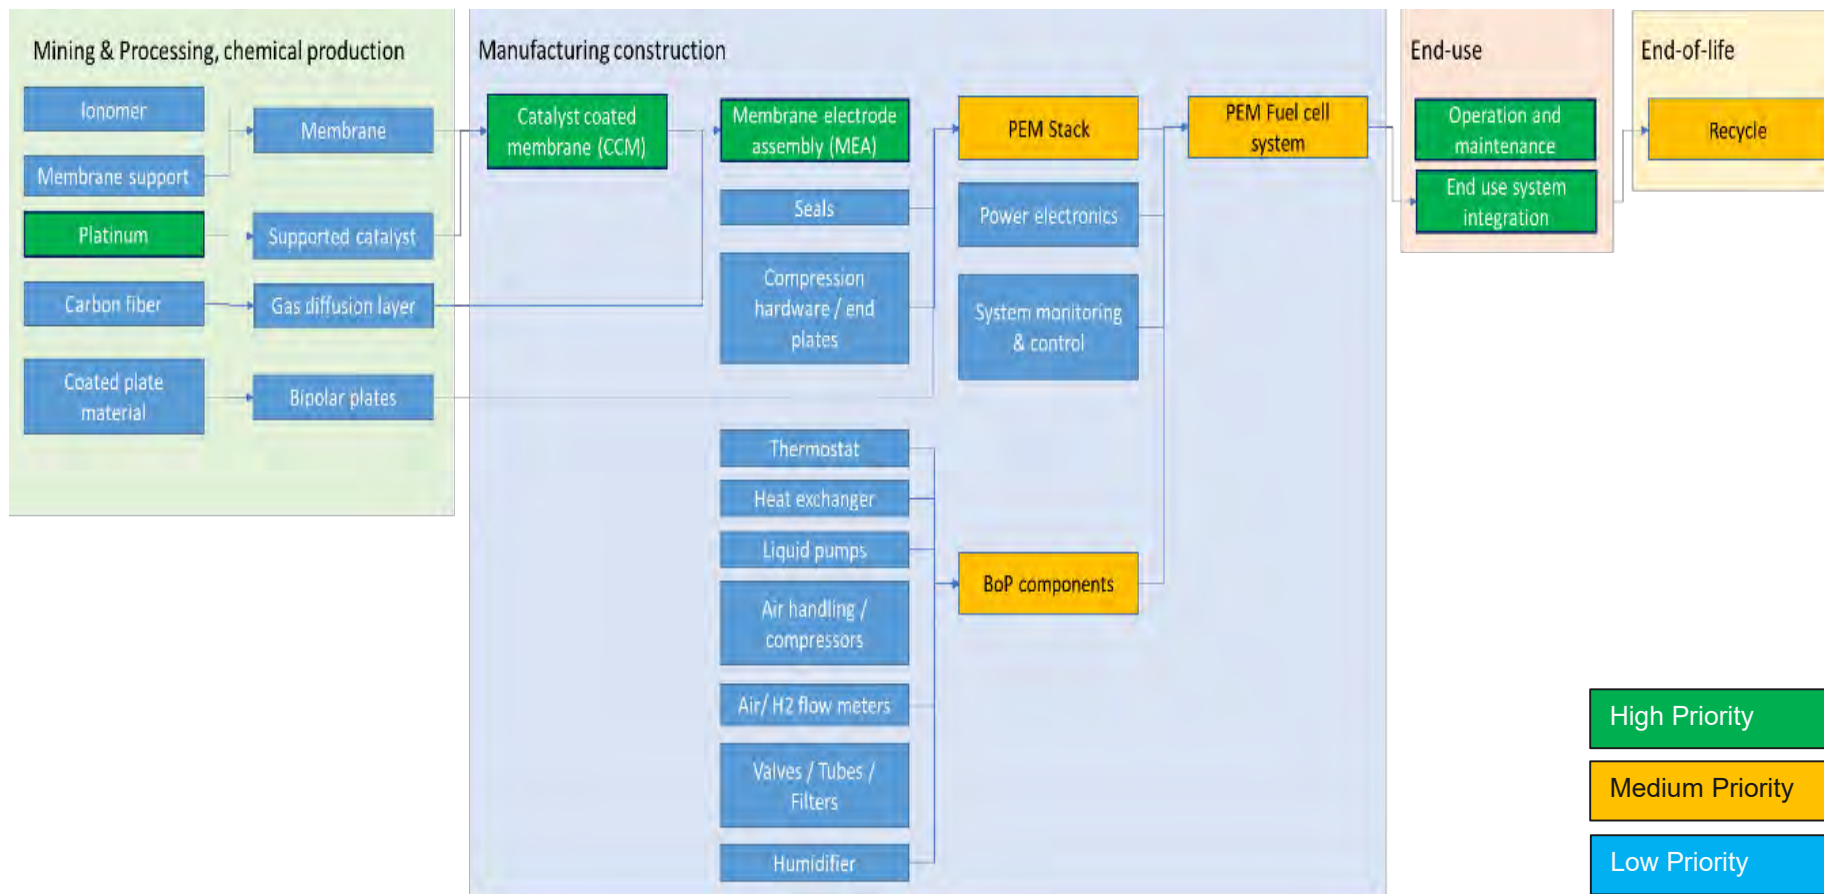 Mining & Processing, chemical production
Ionomer
Membrane support
Platinum
Carbon fiber
Coated plate
material
Membrane
Supported catalyst
Gas diffusion layer
Bipolar plates
Manufacturing construction
Catalyst coated
membrane (CCM)
Membrane electrode
assembly (MEA)
Seals
Compression
hardware / end
plates
Thermostat
Heat exchanger
Liquid pumps
Air handling /
compressors
Air/ H2 flow meters
Valves / Tubes /
Filters
Humidifier
PEM Stack
Power electronics
System monitoring
& control
BoP components
PEM Fuel cell
system
End-use
Operation and
maintenance
End use system
integration
End-of-life
Recycle
High Priority
Medium Priority
Low Priority